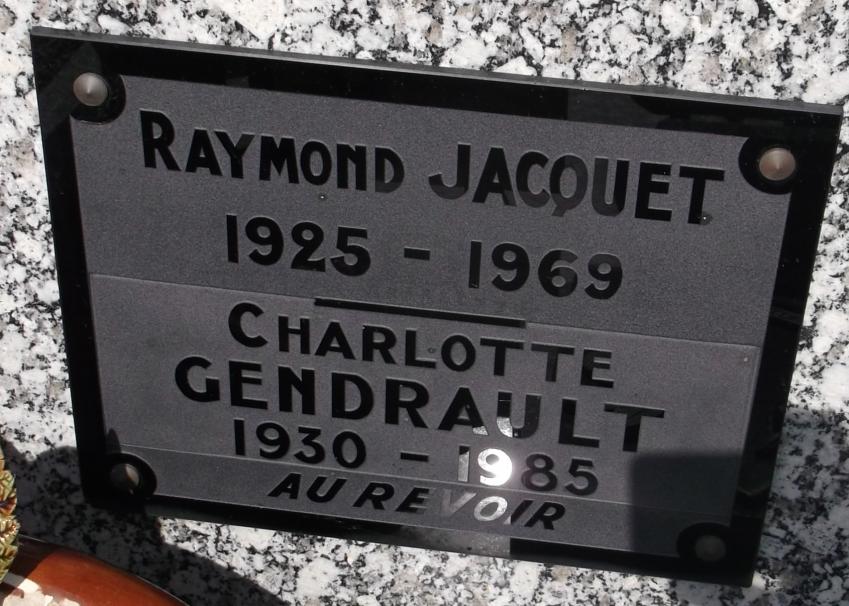 RAYMOND JACQUET
1925 - 1969
CHARLOTTE
GENDRAULT
1930 - 1985
AU REVOIR